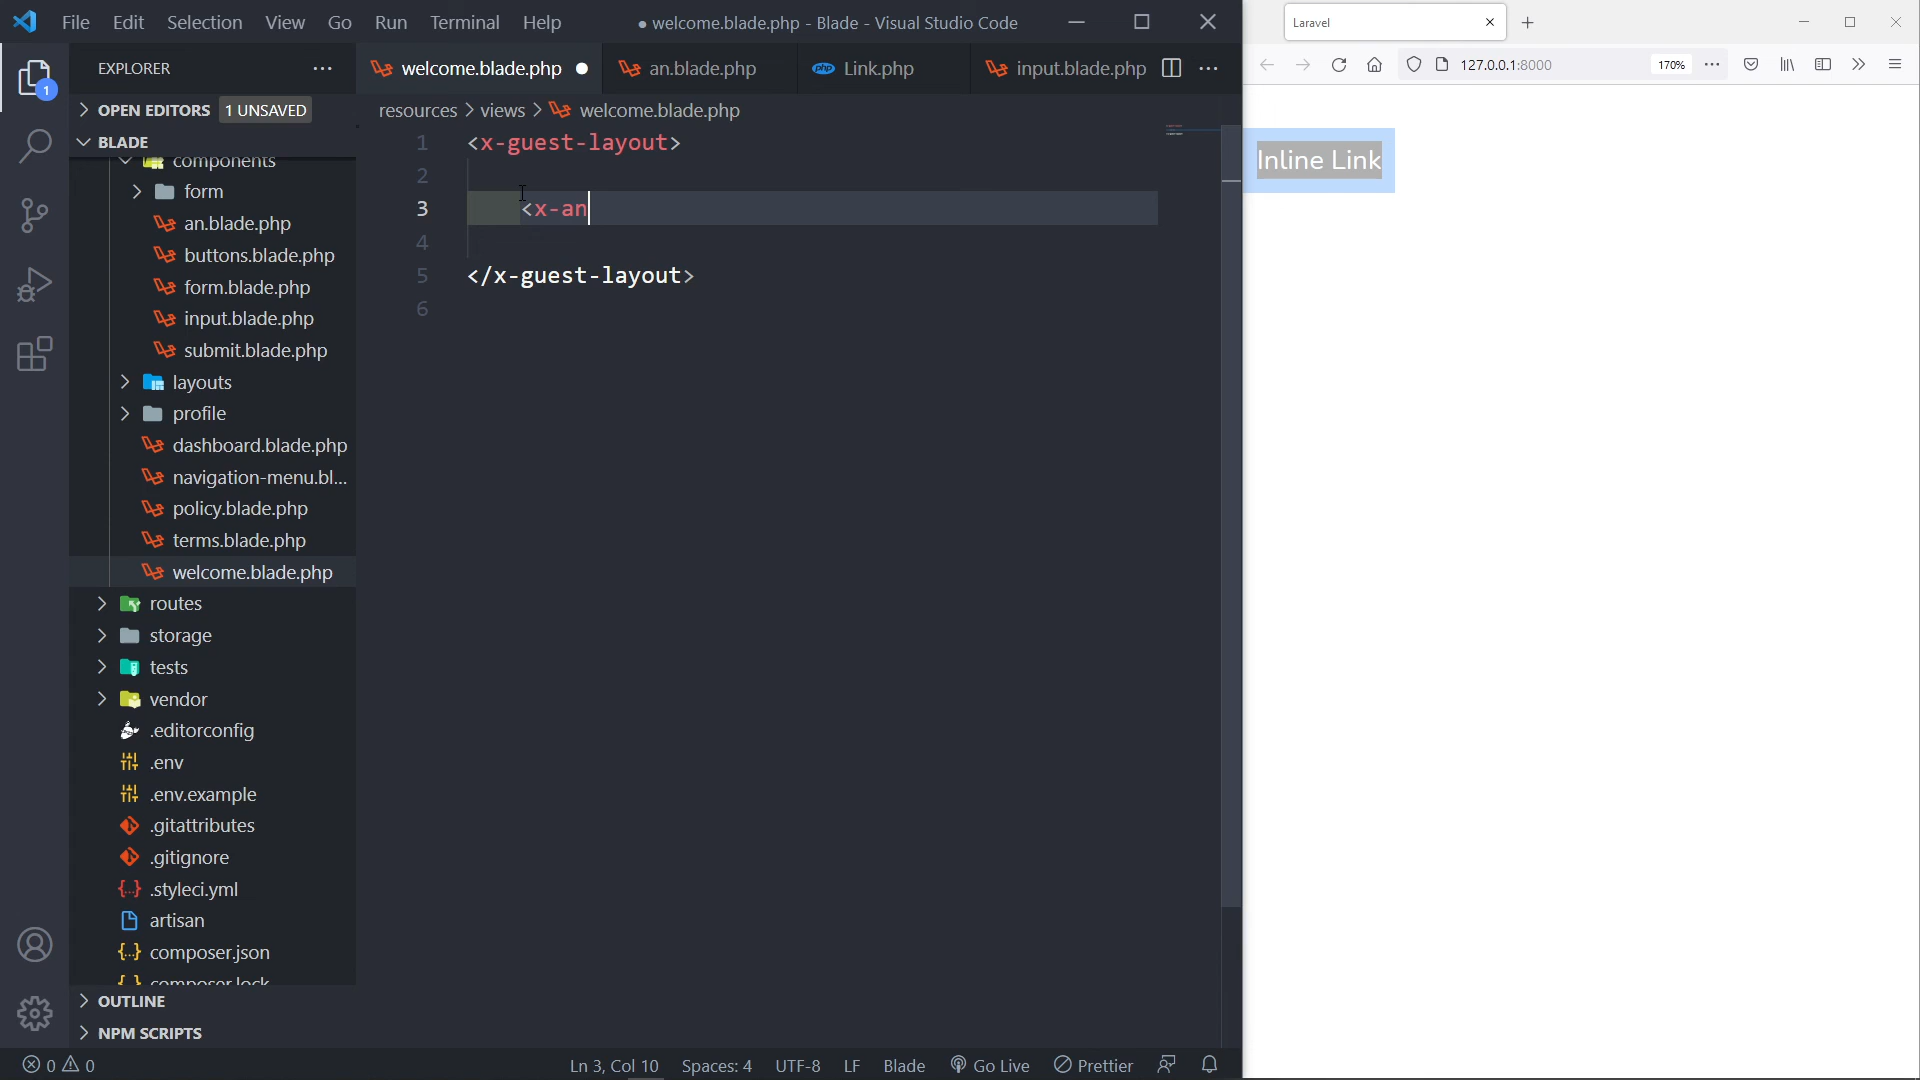 File Edit Selection View Go Run Terminal Help
● welcome.blade.php - Blade - Visual Studio Code
EXPLORER
1
OPEN EDITORS 1 UNSAVED
BLADE
components
form
an.blade.php
buttons.blade.php
form.blade.php
input.blade.php
submit.blade.php
layouts
profile
dashboard.blade.php
navigation-menu.bl...
policy.blade.php
terms.blade.php
welcome.blade.php
routes
storage
tests
vendor
.editorconfig
.env
.env.example
.gitattributes
.gitignore
.styleci.yml
artisan
composer.json
composer.lock
OUTLINE
NPM SCRIPTS
welcome.blade.php an.blade.php php Link.php input.blade.php
resources > views > welcome.blade.php
1 <x-guest-layout>
2
3 <x-an
4
5 </x-guest-layout>
6
0 0
Ln 3, Col 10 Spaces: 4 UTF-8 LF Blade Go Live Prettier
Laravel
127.0.0.1:8000 170%
Inline Link